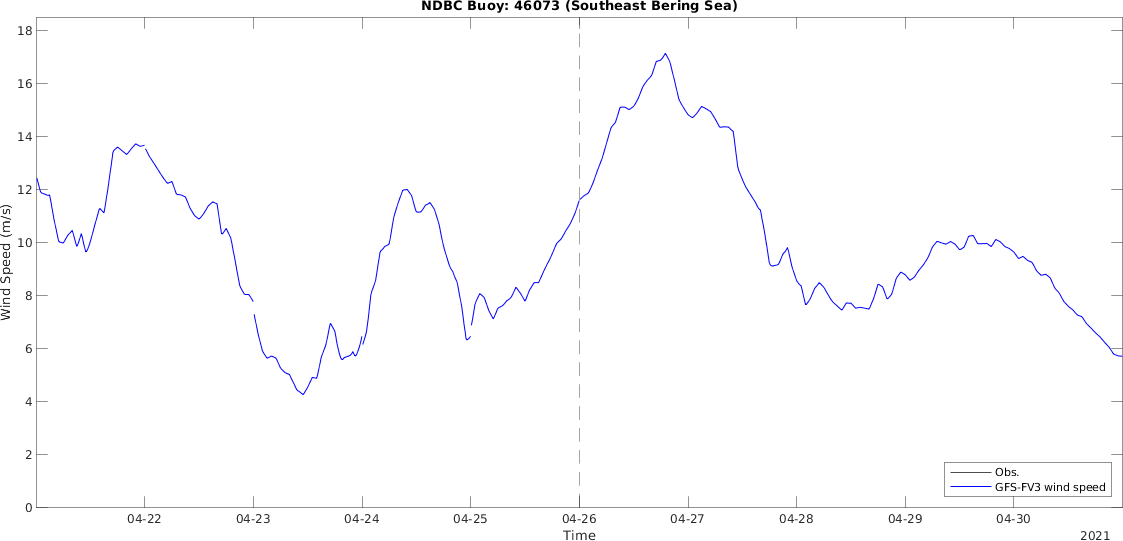 NDBC Buoy: 46073 (Southeast Bering Sea)
18
16
14
12
10
8
6
4
2
0
Wind Speed (m/s)
Obs.
GFS-FV3 wind speed
04-22 04-23 04-24 04-25 04-26 04-27 04-28 04-29 04-30
Time
2021